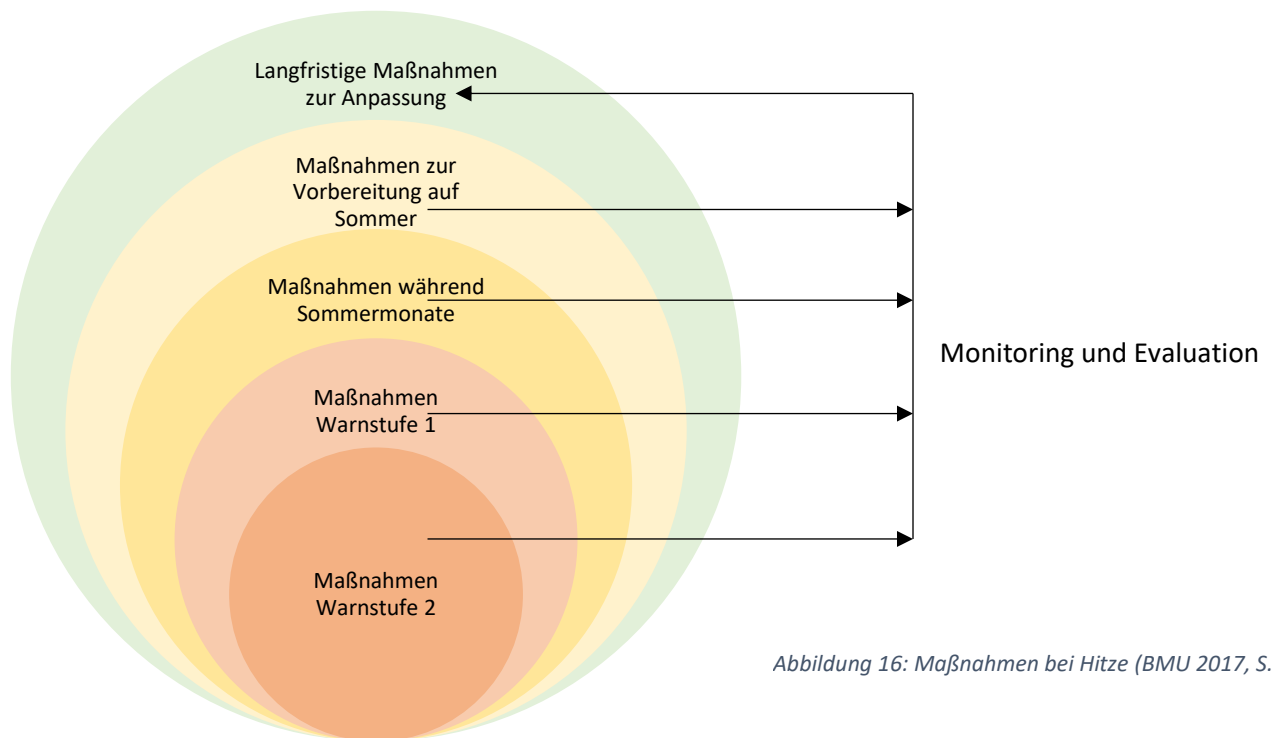 Langfristige Maßnahmen
zur Anpassung
Maßnahmen zur
Vorbereitung auf
Sommer
Maßnahmen während
Sommermonate
Monitoring und Evaluation
Maßnahmen
Warnstufe 1
Maßnahmen
Warnstufe 2
Abbildung 16: Maßnahmen bei Hitze (BMU 2017, S.